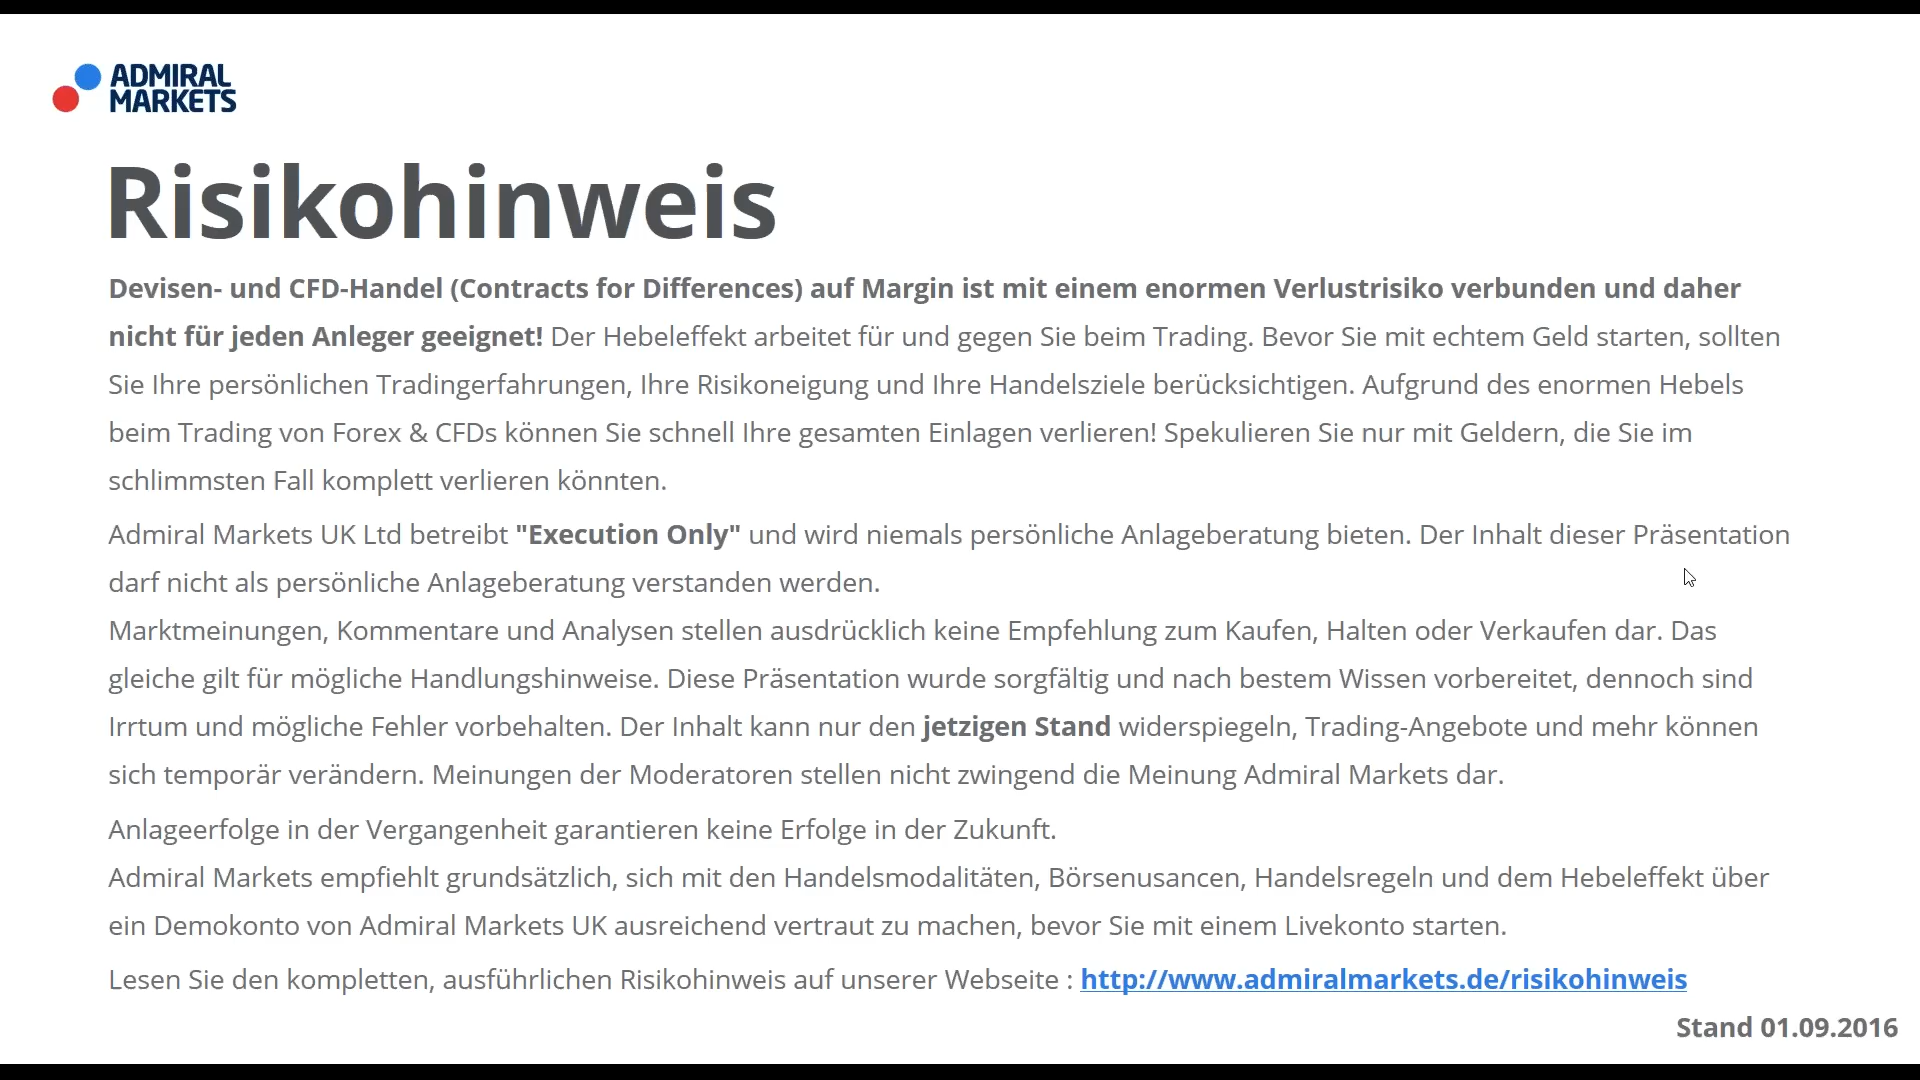 ADMIRAL
MARKETS
Risikohinweis
Devisen- und CFD-Handel (Contracts for Differences) auf Margin ist mit einem enormen Verlustrisiko verbunden und daher
nicht für jeden Anleger geeignet! Der Hebeleffekt arbeitet für und gegen Sie beim Trading. Bevor Sie mit echtem Geld starten, sollten
Sie Ihre persönlichen Tradingerfahrungen, Ihre Risikoneigung und Ihre Handelsziele berücksichtigen. Aufgrund des enormen Hebels
beim Trading von Forex & CFDs können Sie schnell Ihre gesamten Einlagen verlieren! Spekulieren Sie nur mit Geldern, die Sie im
schlimmsten Fall komplett verlieren könnten.
Admiral Markets UK Ltd betreibt "Execution Only" und wird niemals persönliche Anlageberatung bieten. Der Inhalt dieser Präsentation
darf nicht als persönliche Anlageberatung verstanden werden.
Marktmeinungen, Kommentare und Analysen stellen ausdrücklich keine Empfehlung zum Kaufen, Halten oder Verkaufen dar. Das
gleiche gilt für mögliche Handlungshinweise. Diese Präsentation wurde sorgfältig und nach bestem Wissen vorbereitet, dennoch sind
Irrtum und mögliche Fehler vorbehalten. Der Inhalt kann nur den jetzigen Stand widerspiegeln, Trading-Angebote und mehr können
sich temporär verändern. Meinungen der Moderatoren stellen nicht zwingend die Meinung Admiral Markets dar.
Anlageerfolge in der Vergangenheit garantieren keine Erfolge in der Zukunft.
Admiral Markets empfiehlt grundsätzlich, sich mit den Handelsmodalitäten, Börsenusancen, Handelsregeln und dem Hebeleffekt über
ein Demokonto von Admiral Markets UK ausreichend vertraut zu machen, bevor Sie mit einem Livekonto starten.
Lesen Sie den kompletten, ausführlichen Risikohinweis auf unserer Webseite : http://www.admiralmarkets.de/risikohinweis
Stand 01.09.2016